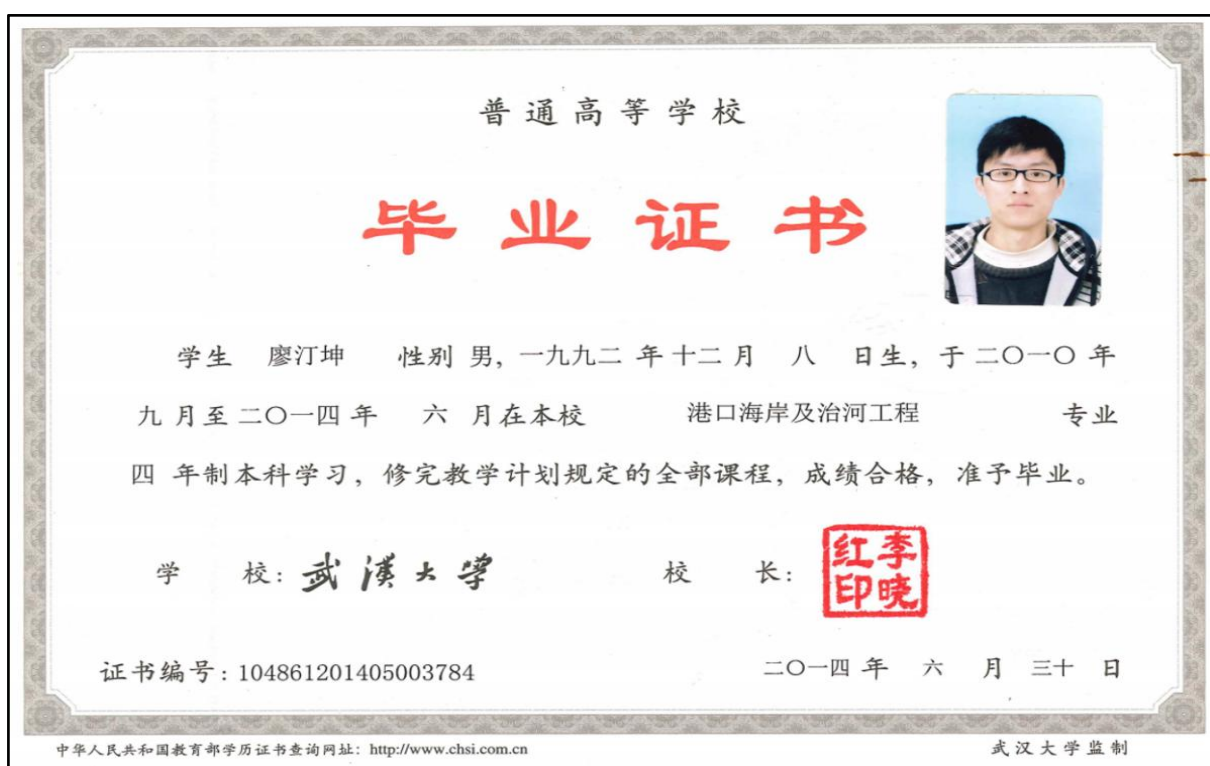 普通高等学校
毕业证书
学生 廖汀坤 性别 男，一九九二 年 十二 月 八 日生，于 二〇一〇 年
九 月至 二〇一四 年 六 月在本校 港口海岸及治河工程 专业
四 年制本科学习，修完教学计划规定的全部课程，成绩合格，准予毕业。
学 校：武漢大學 校 长：李晓红印
证书编号：104861201405003784 二〇一四 年 六 月 三十 日
中华人民共和国教育部学历证书查询网址：http://www.chsi.com.cn 武汉大学监制